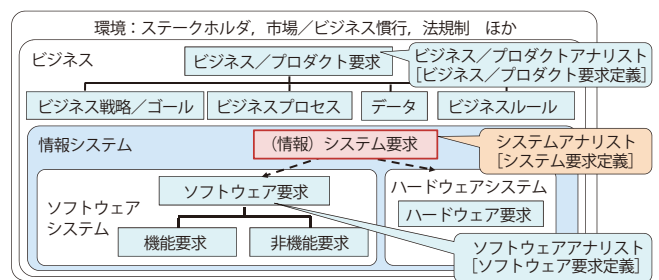 環境：ステークホルダ，市場／ビジネス慣行，法規制　ほか
ビジネス
ビジネス／プロダクト要求
ビジネス／プロダクトアナリスト
［ビジネス／プロダクト要求定義］
ビジネス戦略／ゴール
ビジネスプロセス
データ
ビジネスルール
情報システム
（情報）システム要求
システムアナリスト
［システム要求定義］
ソフトウェア要求
ハードウェアシステム
ソフトウェア
システム
ハードウェア要求
機能要求
非機能要求
ソフトウェアアナリスト
［ソフトウェア要求定義］